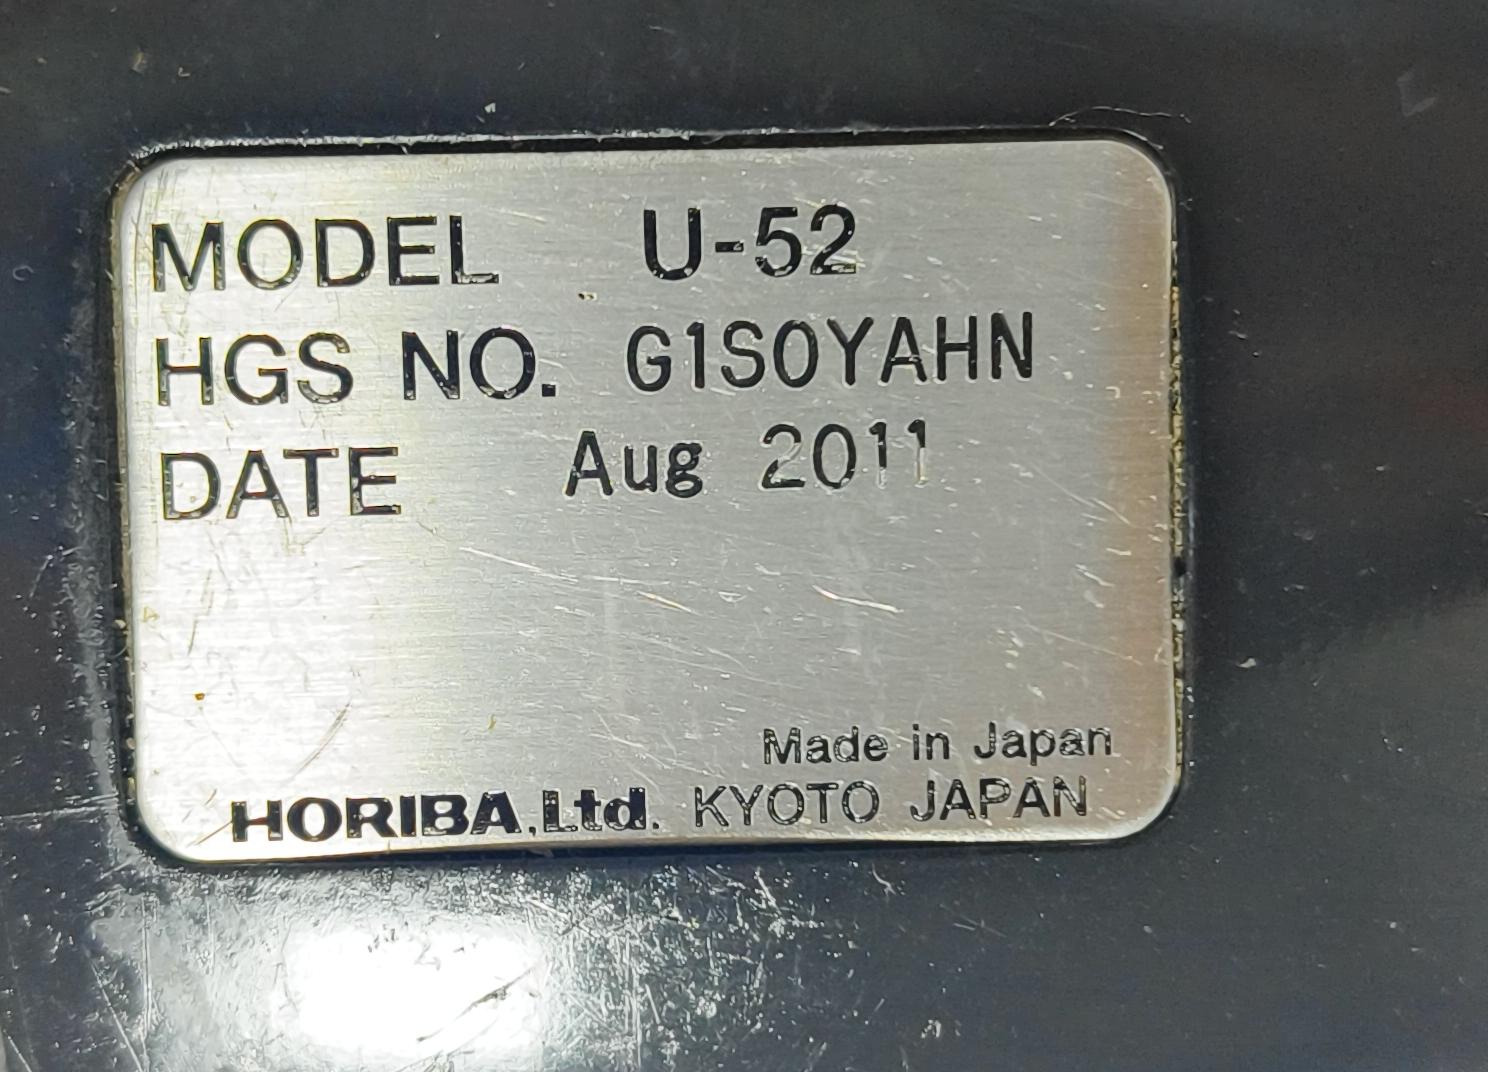 MODEL U-52
HGS NO. G1S0YAHN
DATE Aug 2011
Made in Japan
HORIBA,Ltd. KYOTO JAPAN